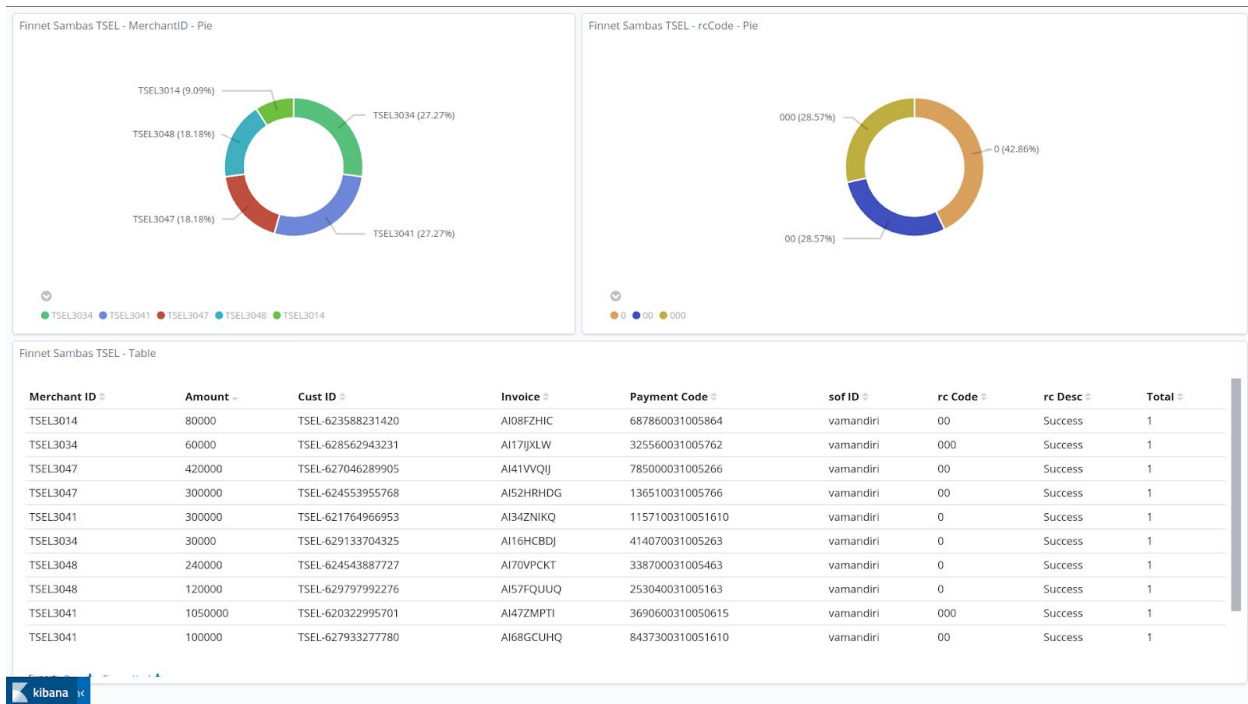 Finnet Sambas TSEL - MerchantID - Pie
TSEL3014 (9.09%)
TSEL3034 (27.27%)
TSEL3048 (18.18%)
TSEL3047 (18.18%)
TSEL3041 (27.27%)
TSEL3034 TSEL3041 TSEL3047 TSEL3048 TSEL3014
Finnet Sambas TSEL - rcCode - Pie
000 (28.57%)
0 (42.86%)
00 (28.57%)
0 00 000
Finnet Sambas TSEL - Table
Merchant ID Amount Cust ID Invoice Payment Code sof ID rc Code rc Desc Total
TSEL3014 80000 TSEL-623588231420 AI08FZHIC 687860031005864 vamandiri 00 Success 1
TSEL3034 60000 TSEL-628562943231 AI17IJXLW 325560031005762 vamandiri 000 Success 1
TSEL3047 420000 TSEL-627046289905 AI41VVQIJ 785000031005266 vamandiri 00 Success 1
TSEL3047 300000 TSEL-624553955768 AI52HRHDG 136510031005766 vamandiri 00 Success 1
TSEL3041 300000 TSEL-621764966953 AI34ZNIKQ 1157100310051610 vamandiri 0 Success 1
TSEL3034 30000 TSEL-629133704325 AI16HCBDJ 414070031005263 vamandiri 0 Success 1
TSEL3048 240000 TSEL-624543887727 AI70VPCKT 338700031005463 vamandiri 0 Success 1
TSEL3048 120000 TSEL-629797992276 AI57FQUUQ 253040031005163 vamandiri 0 Success 1
TSEL3041 1050000 TSEL-620322995701 AI47ZMPTI 3690600310050615 vamandiri 000 Success 1
TSEL3041 100000 TSEL-627933277780 AI68GCUHQ 8437300310051610 vamandiri 00 Success 1
kibana